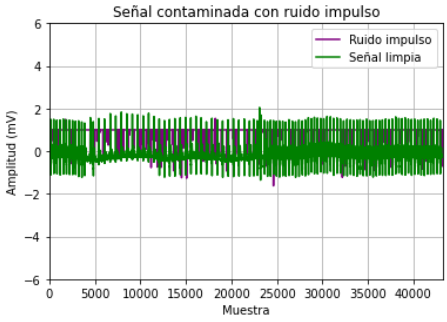 Señal contaminada con ruido impulso
Ruido impulso
Señal limpia
Amplitud (mV)
6
4
2
0
−2
−4
−6
0 5000 10000 15000 20000 25000 30000 35000 40000
Muestra